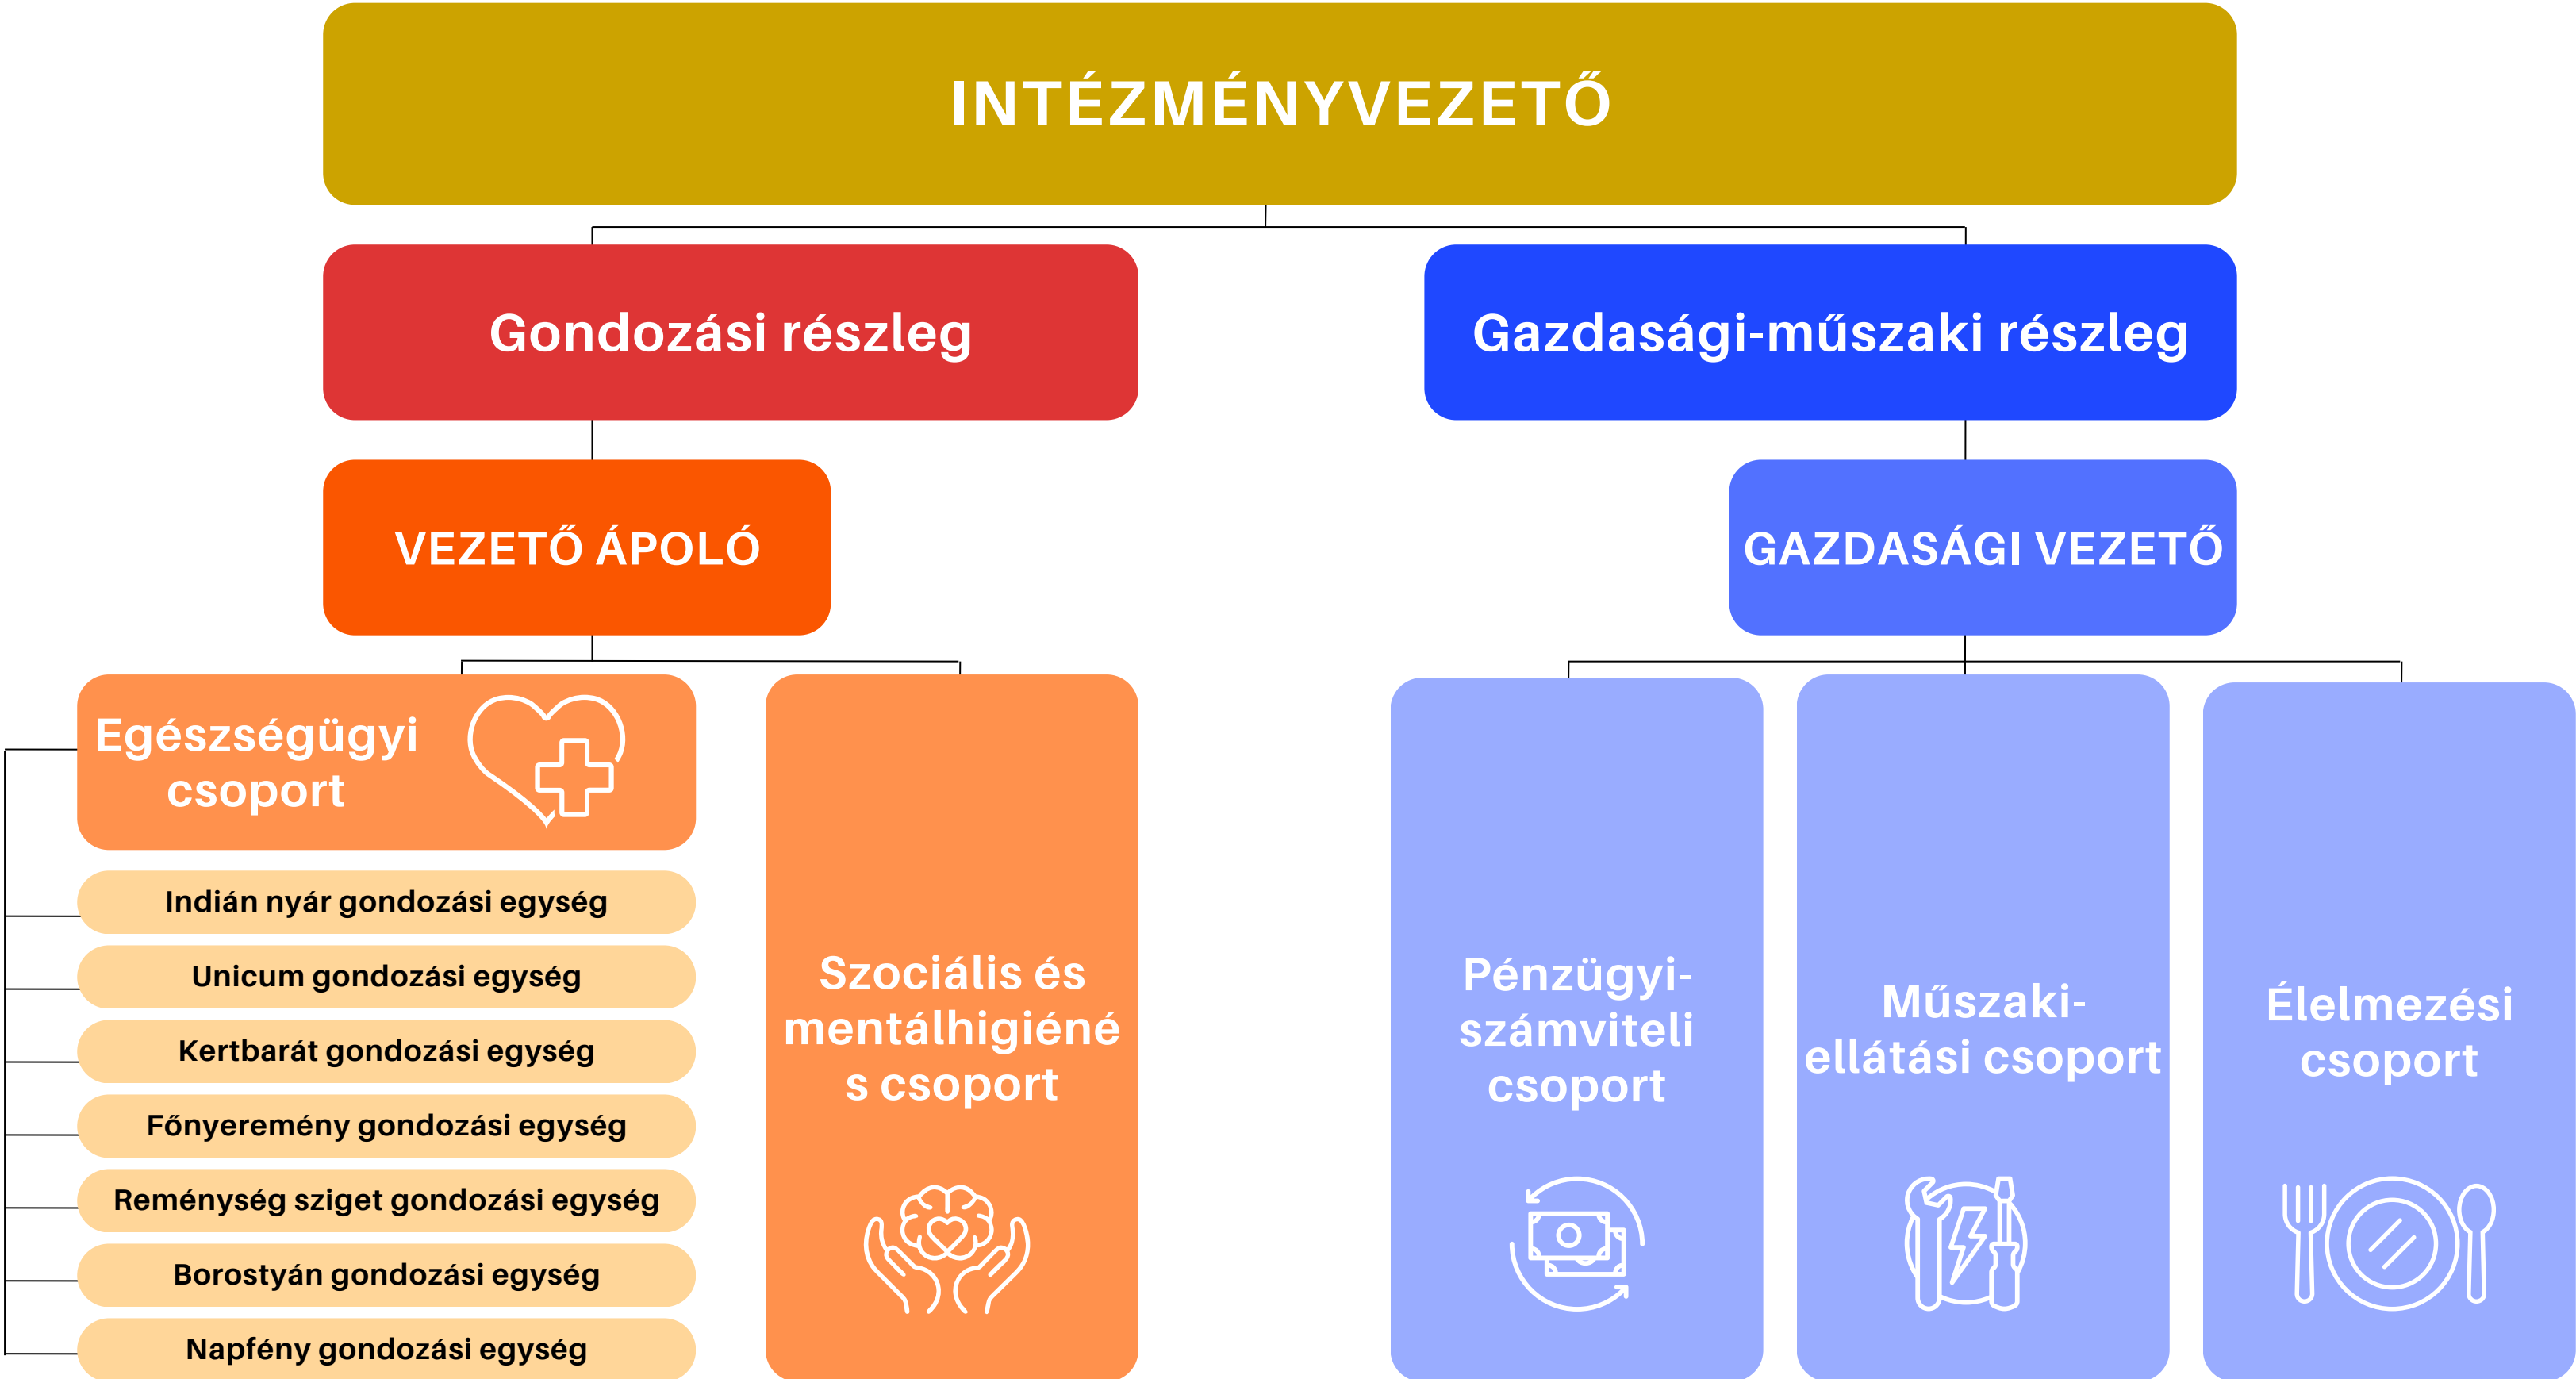 INTÉZMÉNYVEZETŐ
Gondozási részleg
Gazdasági-műszaki részleg
VEZETŐ ÁPOLÓ
GAZDASÁGI VEZETŐ
Egészségügyi
csoport
Indián nyár gondozási egység
Unicum gondozási egység
Kertbarát gondozási egység
Főnyeremény gondozási egység
Reménység sziget gondozási egység
Borostyán gondozási egység
Napfény gondozási egység
Szociális és
mentálhigiéné
s csoport
Pénzügyi-
számviteli
csoport
Műszaki-
ellátási csoport
Élelmezési
csoport